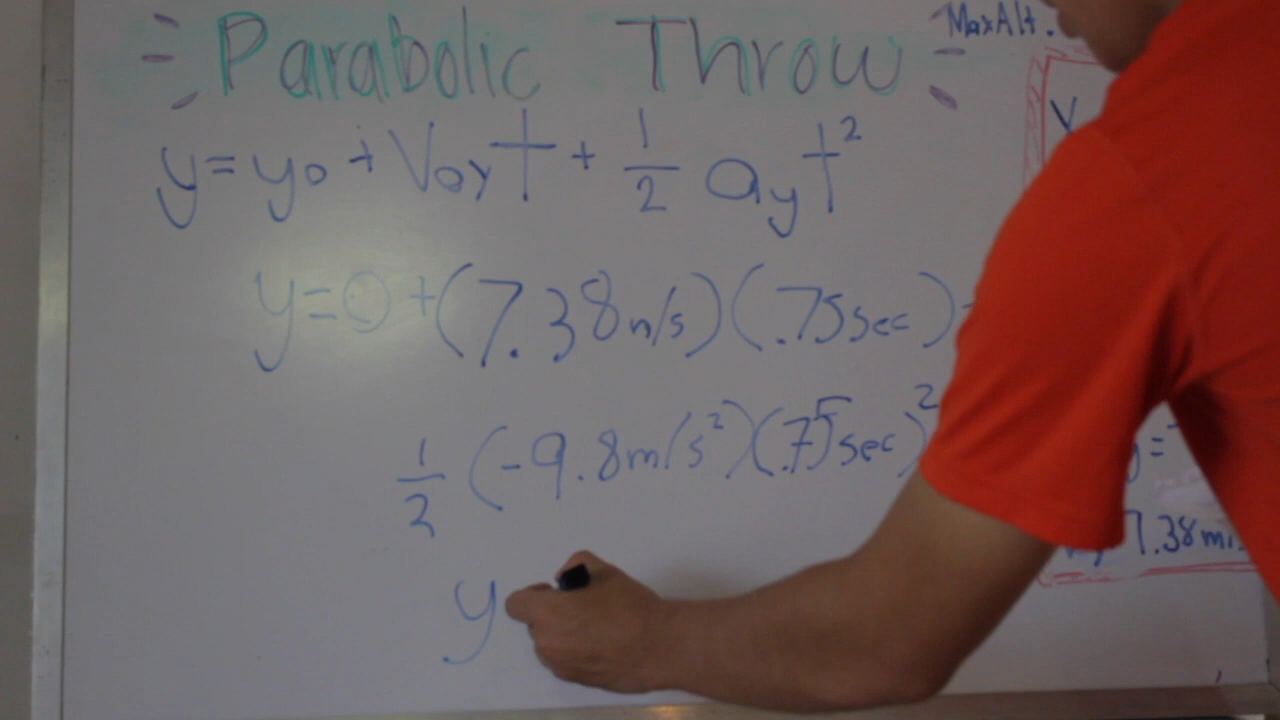 Parabolic Throw
MaxAlt.
y = y0 + V0y t + 1/2 ay t²
V
y = 0 + (7.38 m/s)(.75 sec)
1/2 (-9.8 m/s²)(.75 sec)²
y =
7.38 m/s
y